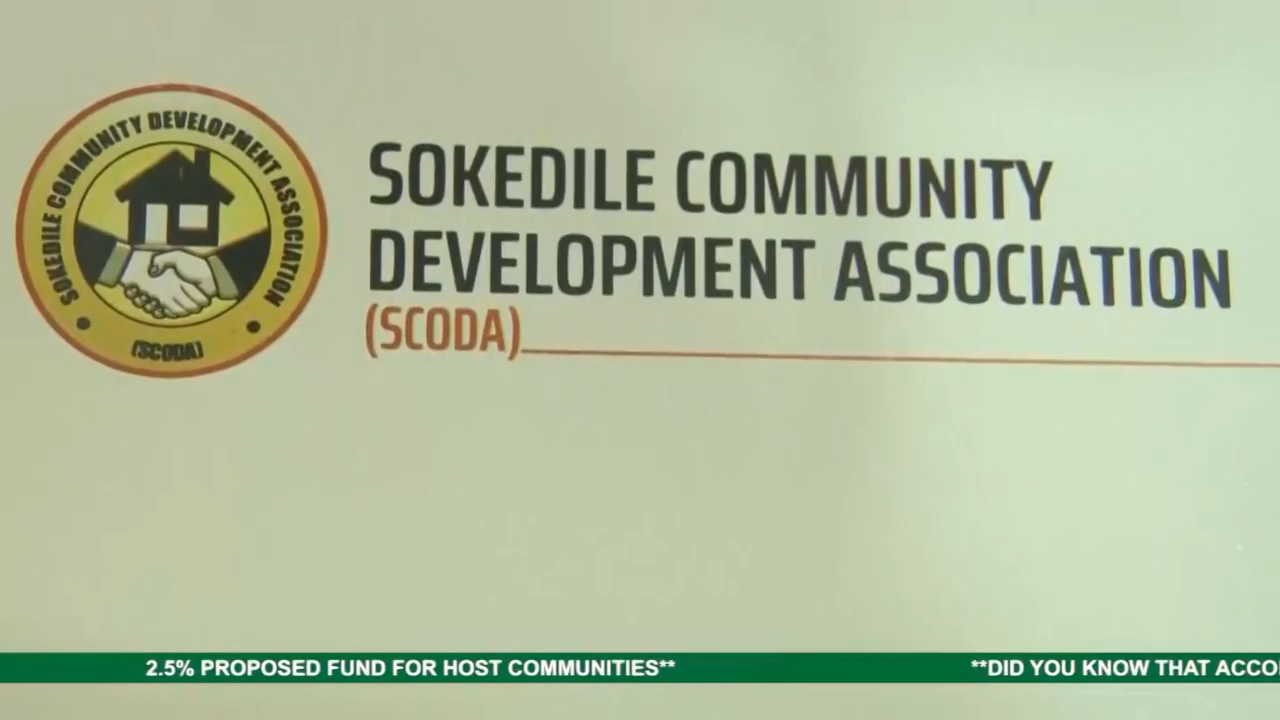 SOKEDILE COMMUNITY DEVELOPMENT ASSOCIATION
(SCODA)
SOKEDILE COMMUNITY
DEVELOPMENT ASSOCIATION
(SCODA)
2.5% PROPOSED FUND FOR HOST COMMUNITIES** **DID YOU KNOW THAT